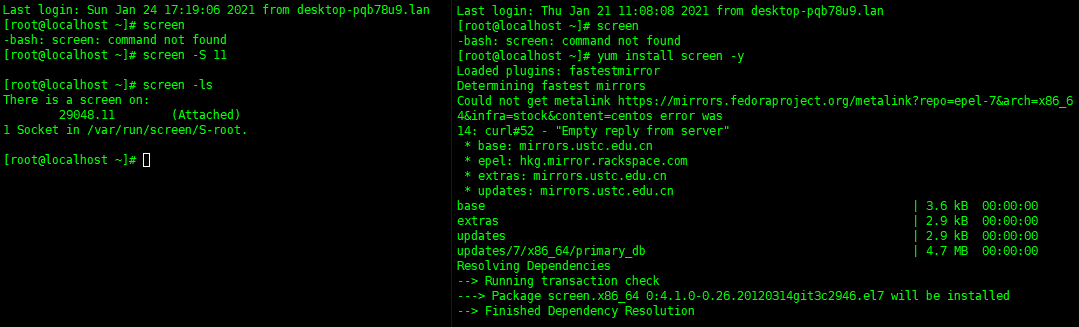 Last login: Sun Jan 24 17:19:06 2021 from desktop-pqb78u9.lan
[root@localhost ~]# screen
-bash: screen: command not found
[root@localhost ~]# screen -S 11
[root@localhost ~]# screen -ls
There is a screen on:
29048.11 (Attached)
1 Socket in /var/run/screen/S-root.
[root@localhost ~]#
Last login: Thu Jan 21 11:08:08 2021 from desktop-pqb78u9.lan
[root@localhost ~]# screen
-bash: screen: command not found
[root@localhost ~]# yum install screen -y
Loaded plugins: fastestmirror
Determining fastest mirrors
Could not get metalink https://mirrors.fedoraproject.org/metalink?repo=epel-7&arch=x86_6
4&infra=stock&content=centos error was
14: curl#52 - "Empty reply from server"
* base: mirrors.ustc.edu.cn
* epel: hkg.mirror.rackspace.com
* extras: mirrors.ustc.edu.cn
* updates: mirrors.ustc.edu.cn
base | 3.6 kB 00:00:00
extras | 2.9 kB 00:00:00
updates | 2.9 kB 00:00:00
updates/7/x86_64/primary_db | 4.7 MB 00:00:00
Resolving Dependencies
--> Running transaction check
---> Package screen.x86_64 0:4.1.0-0.26.20120314git3c2946.el7 will be installed
--> Finished Dependency Resolution